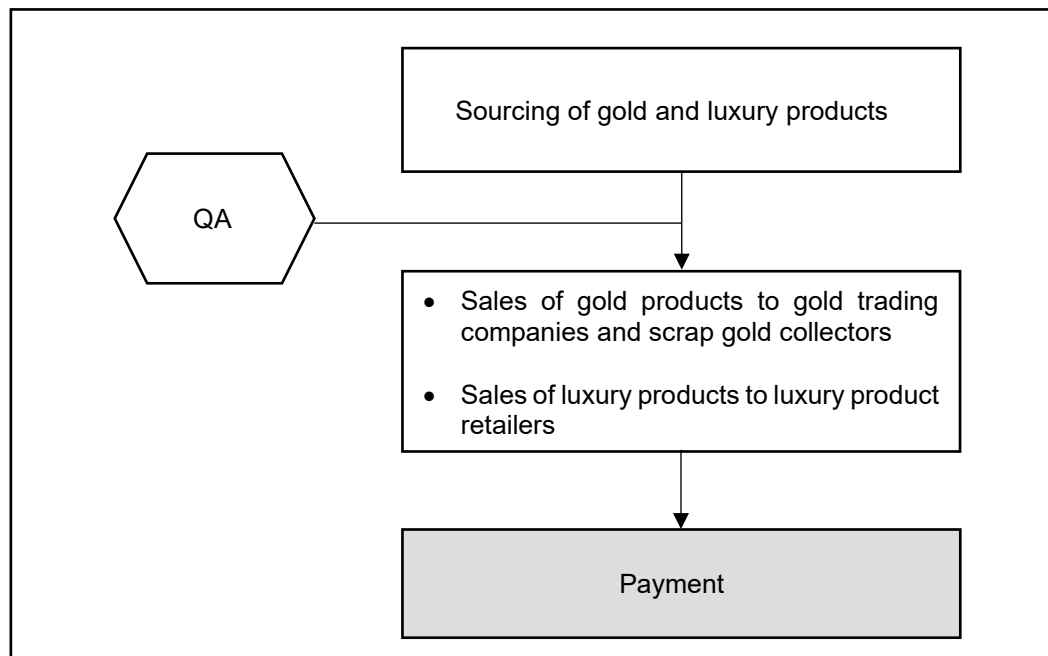 Sourcing of gold and luxury products
QA
• Sales of gold products to gold trading
companies and scrap gold collectors
• Sales of luxury products to luxury product
retailers
Payment